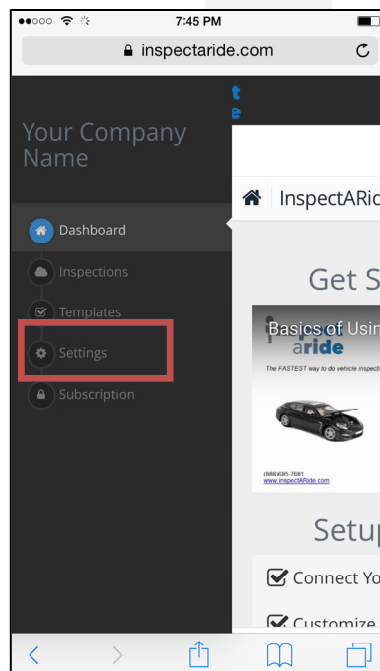 7:45 PM
inspectaride.com
t
e
Your Company
Name
InspectARid
Dashboard
Inspections
Templates
Settings
Subscription
Get S
Basics of Usin
aride
The FASTEST way to do vehicle inspecti
(888)695-7681
www.InspectARide.com
Setup
Connect Yo
Customize